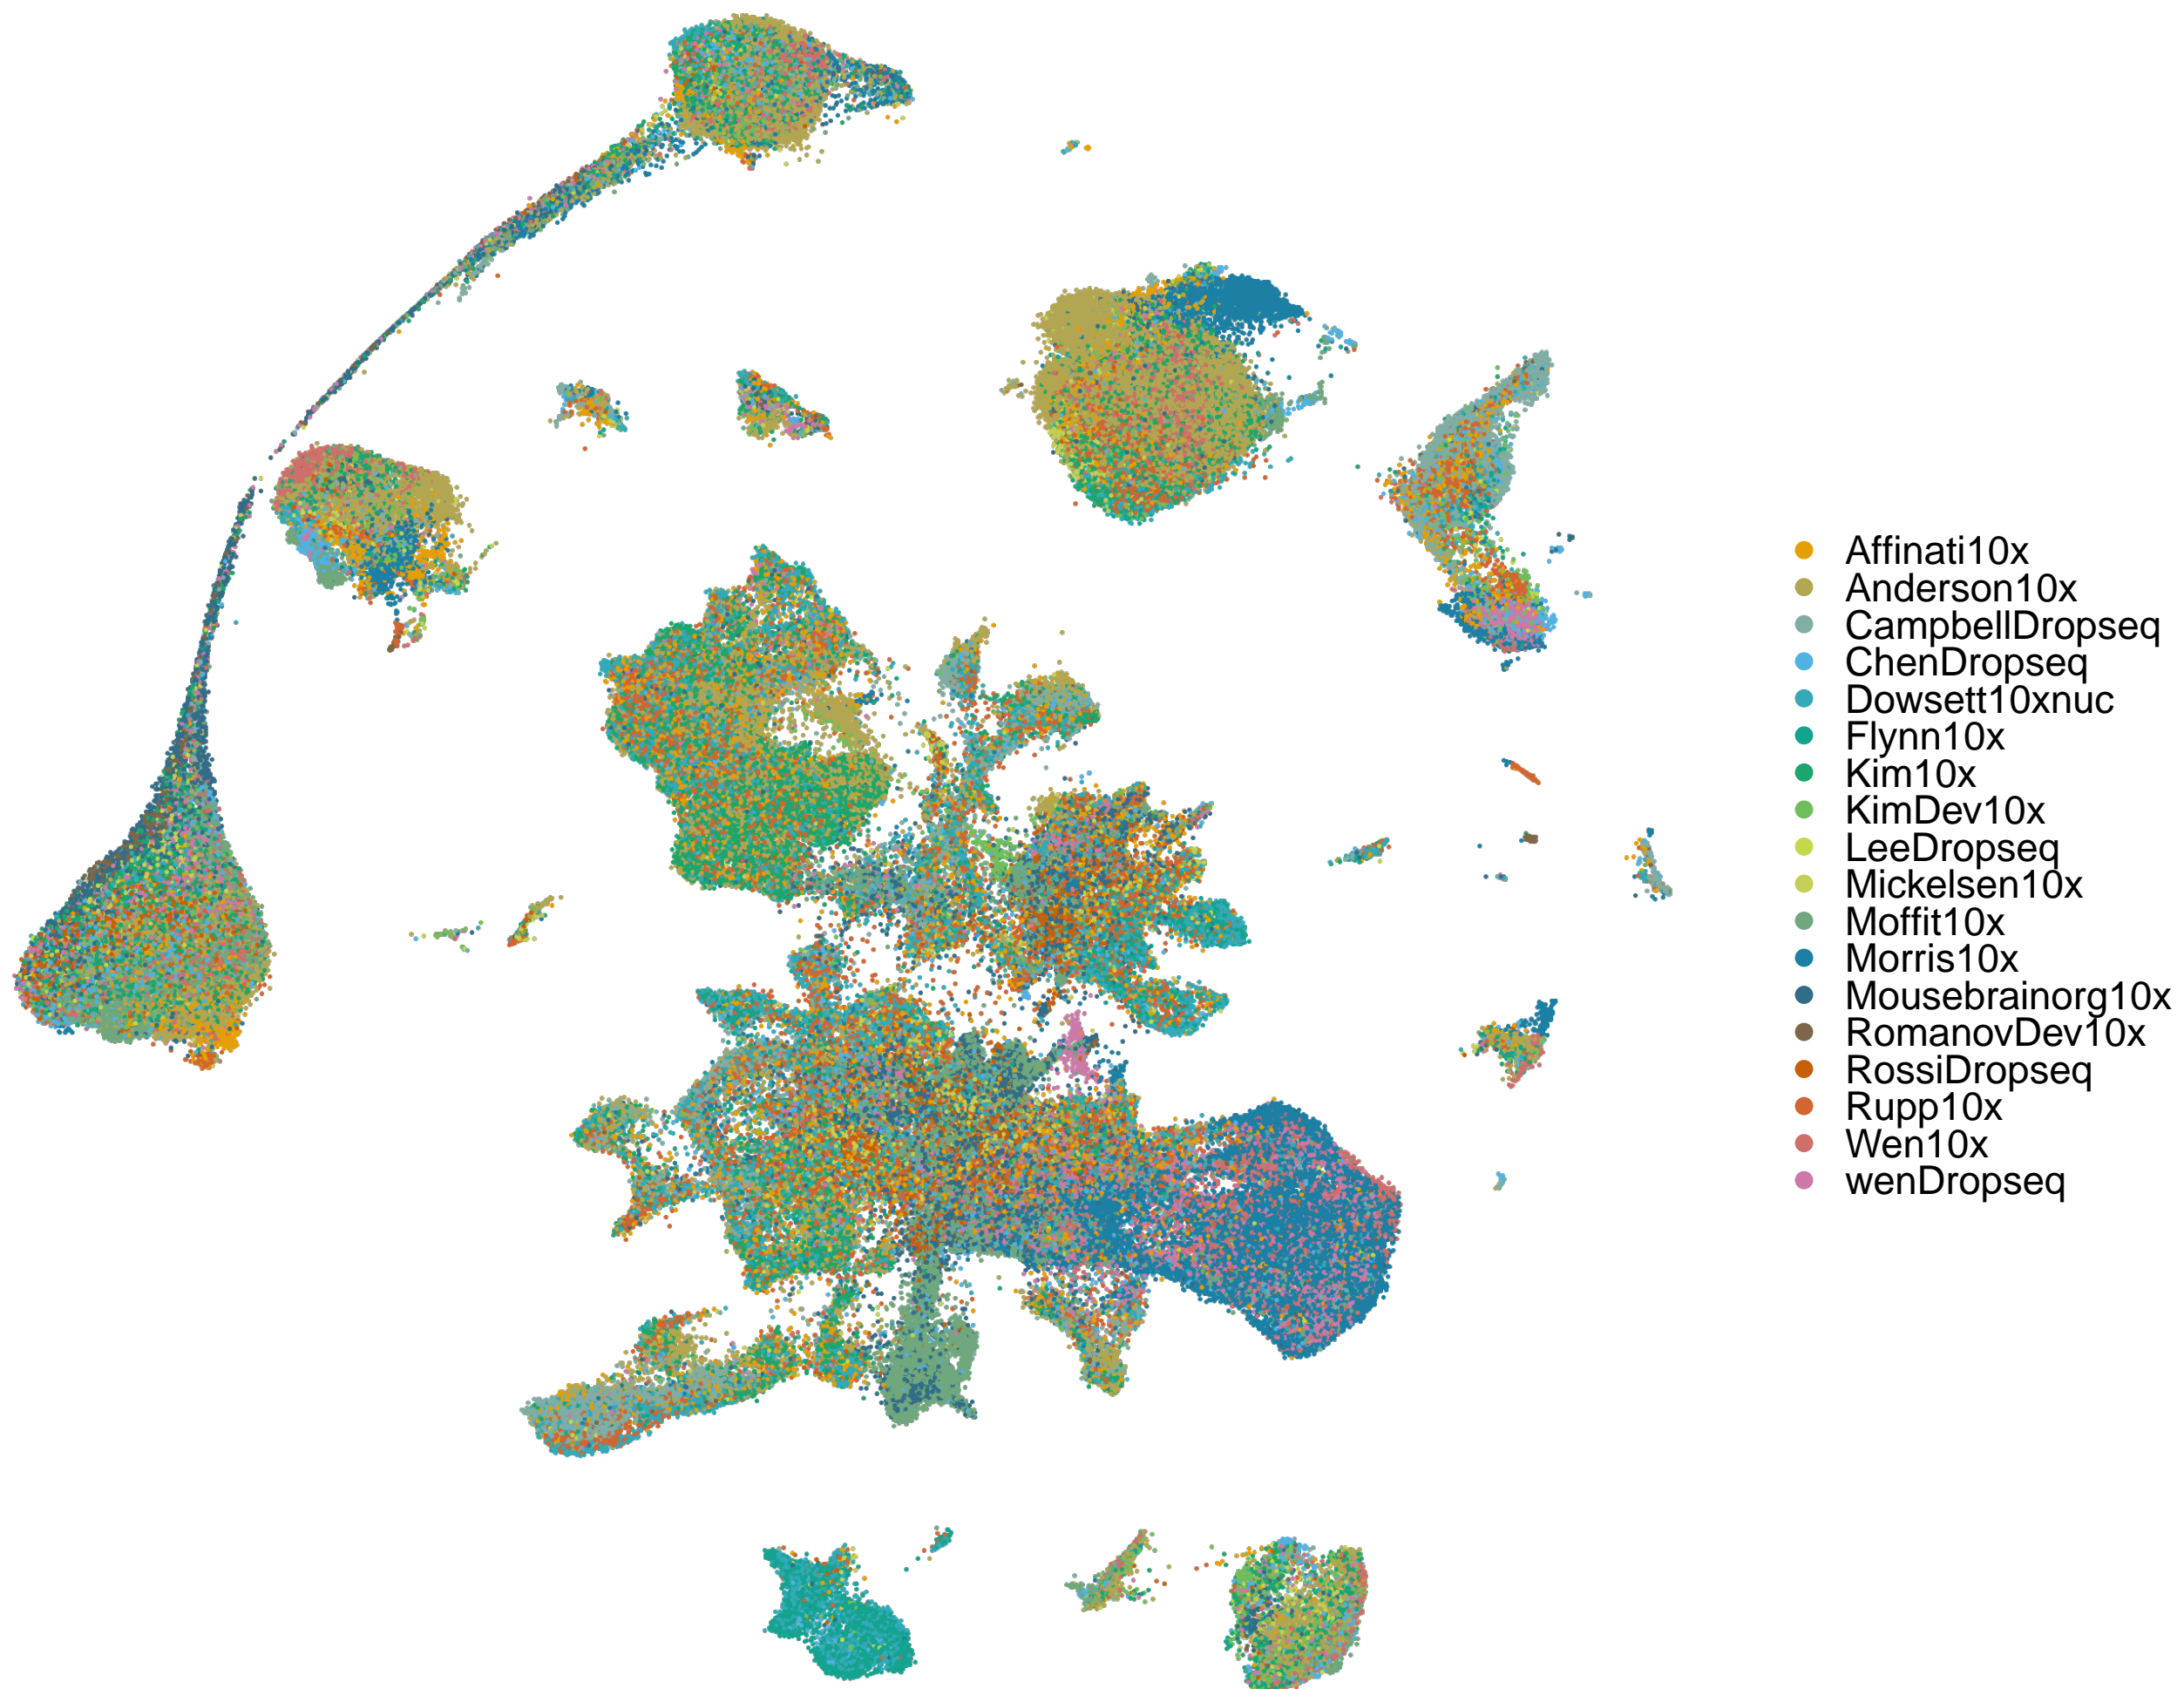 Affinati10x
Anderson10x
CampbellDropseq
ChenDropseq
Dowsett10xnuc
Flynn10x
Kim10x
KimDev10x
LeeDropseq
Mickelsen10x
Moffit10x
Morris10x
Mousebrainorg10x
RomanovDev10x
RossiDropseq
Rupp10x
Wen10x
wenDropseq